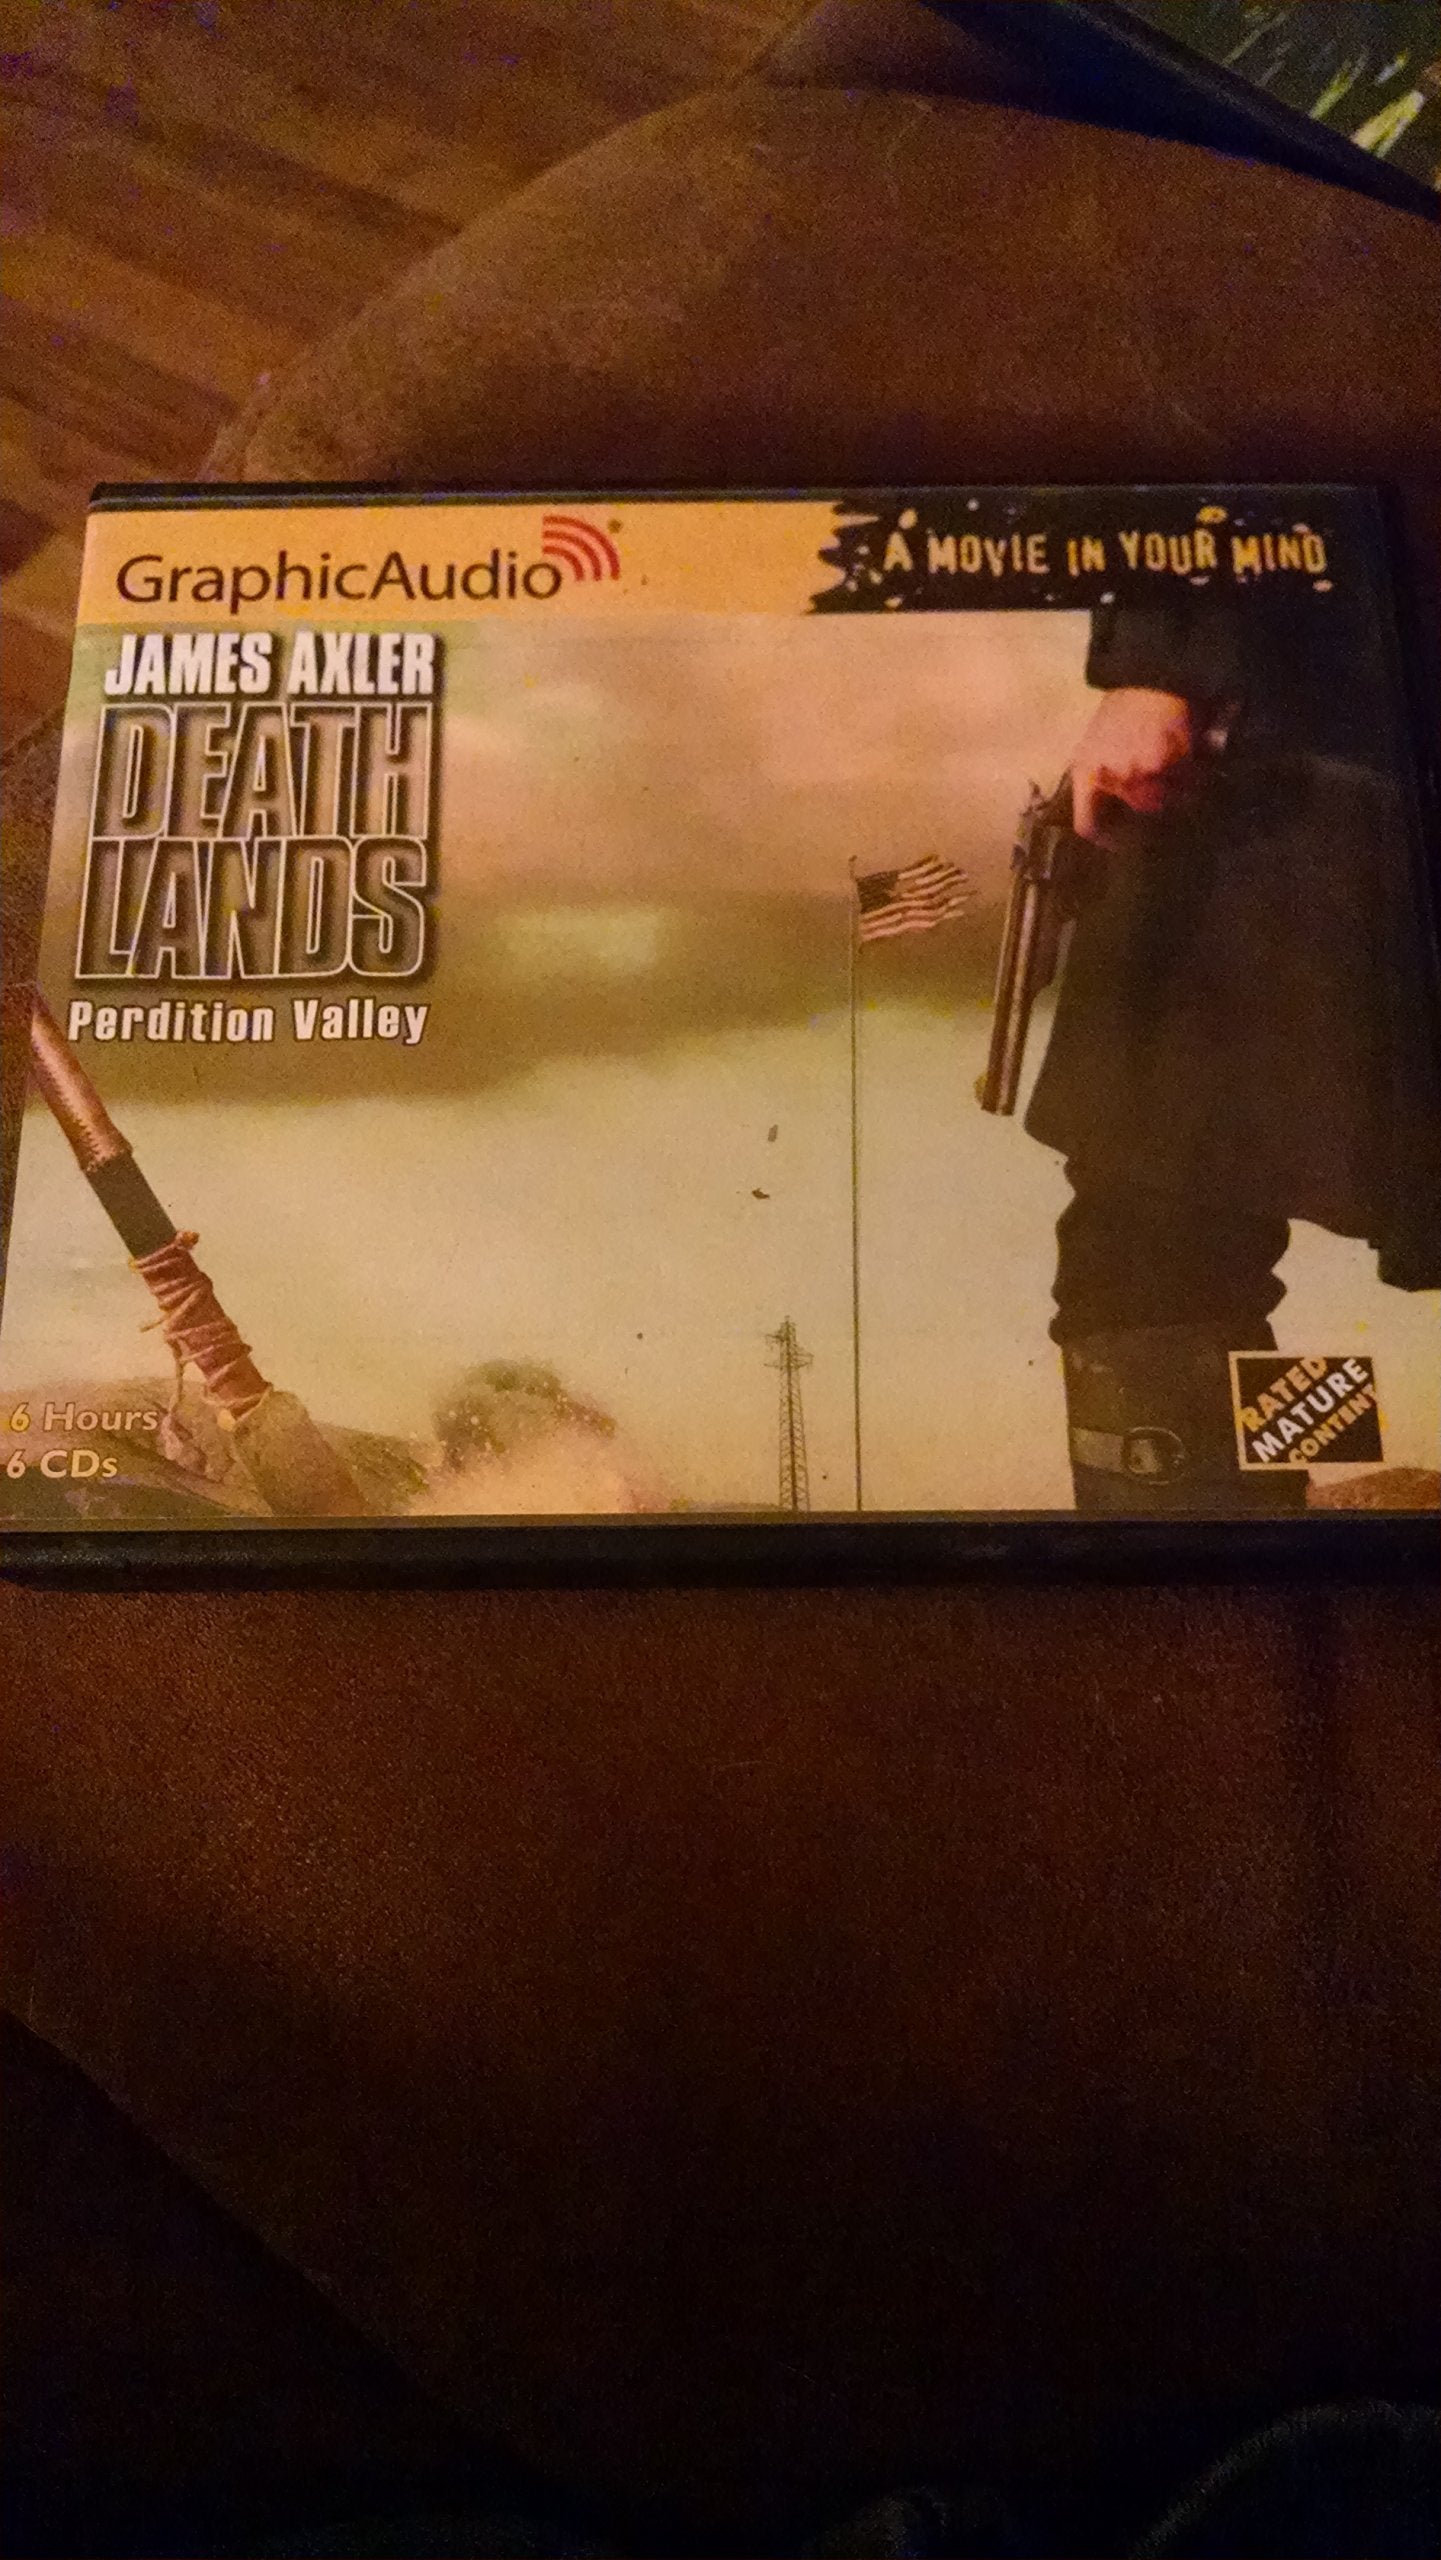 GraphicAudio
A MOVIE IN YOUR MIND
JAMES AXLER
DEATH
LANDS
Perdition Valley
6 Hours
6 CDs
RATED
MATURE
CONTENT